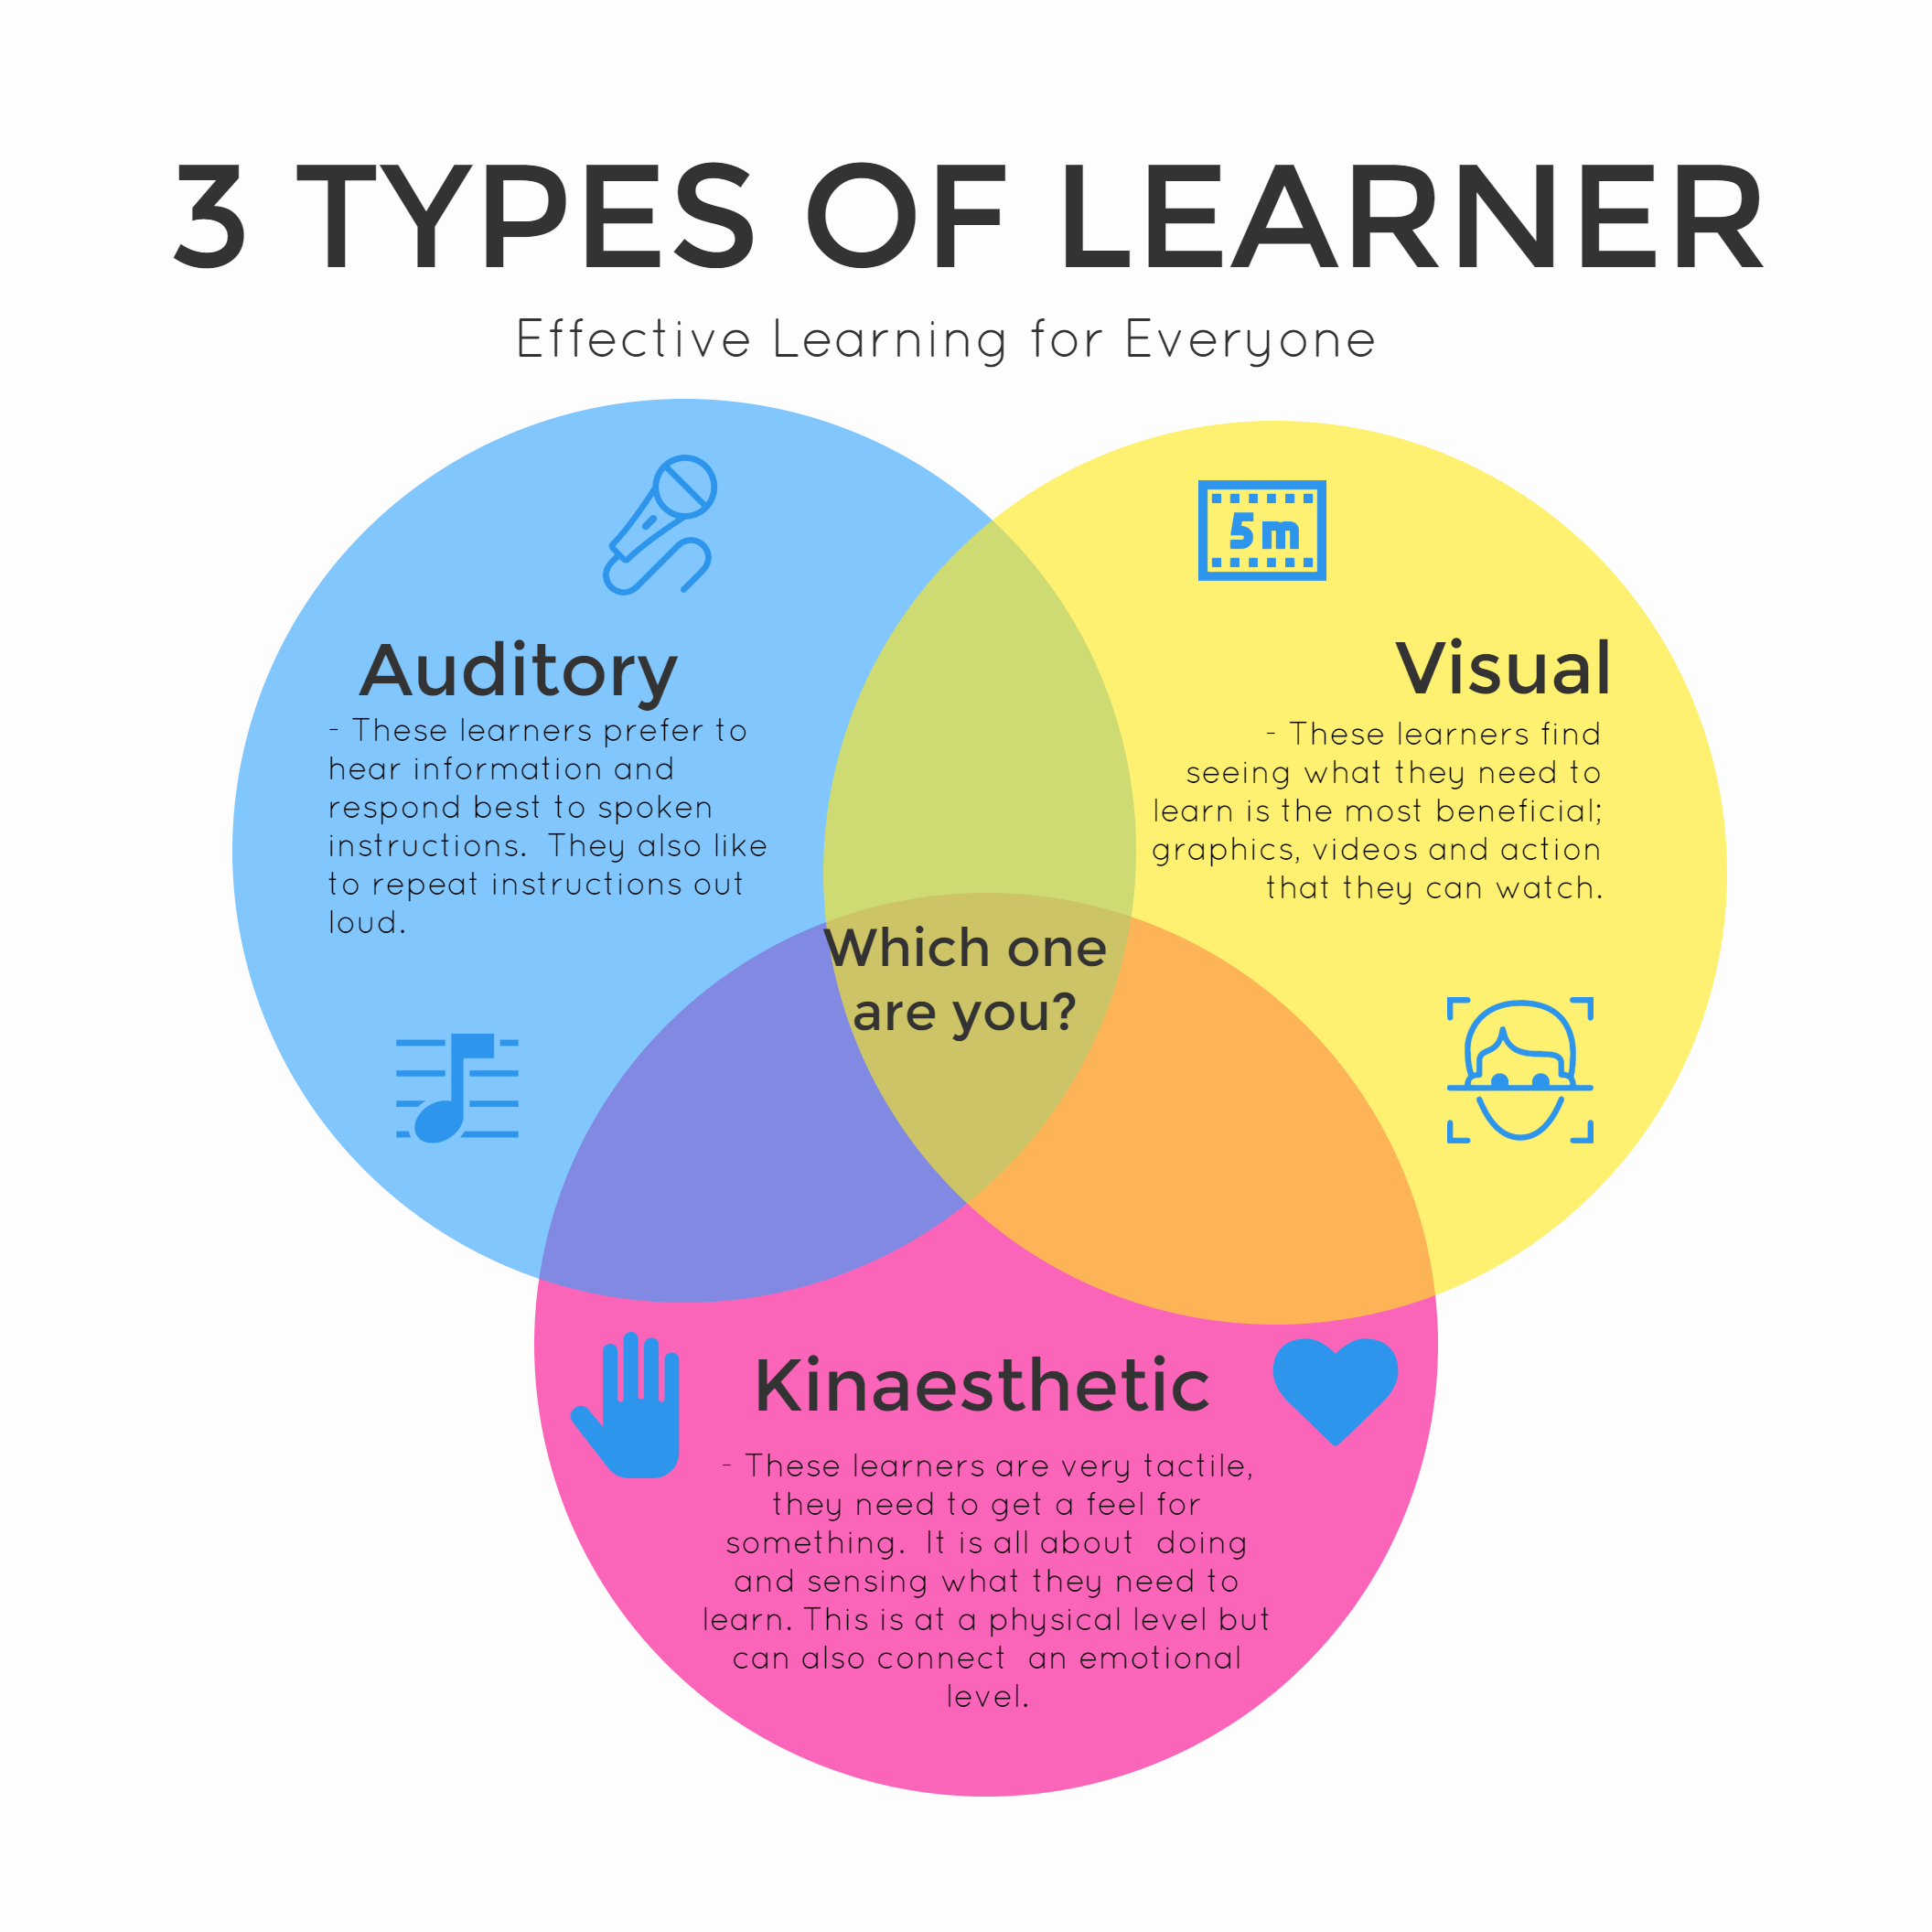 3 TYPES OF LEARNER
Effective Learning for Everyone
5m
Auditory
- These learners prefer to
hear information and
respond best to spoken
instructions.  They also like
to repeat instructions out
loud.
Visual
- These learners find
seeing what they need to
learn is the most beneficial;
graphics, videos and action
that they can watch.
Which one
are you?
Kinaesthetic
- These learners are very tactile,
they need to get a feel for
something.  It is all about  doing
and sensing what they need to
learn. This is at a physical level but
can also connect  an emotional
level.